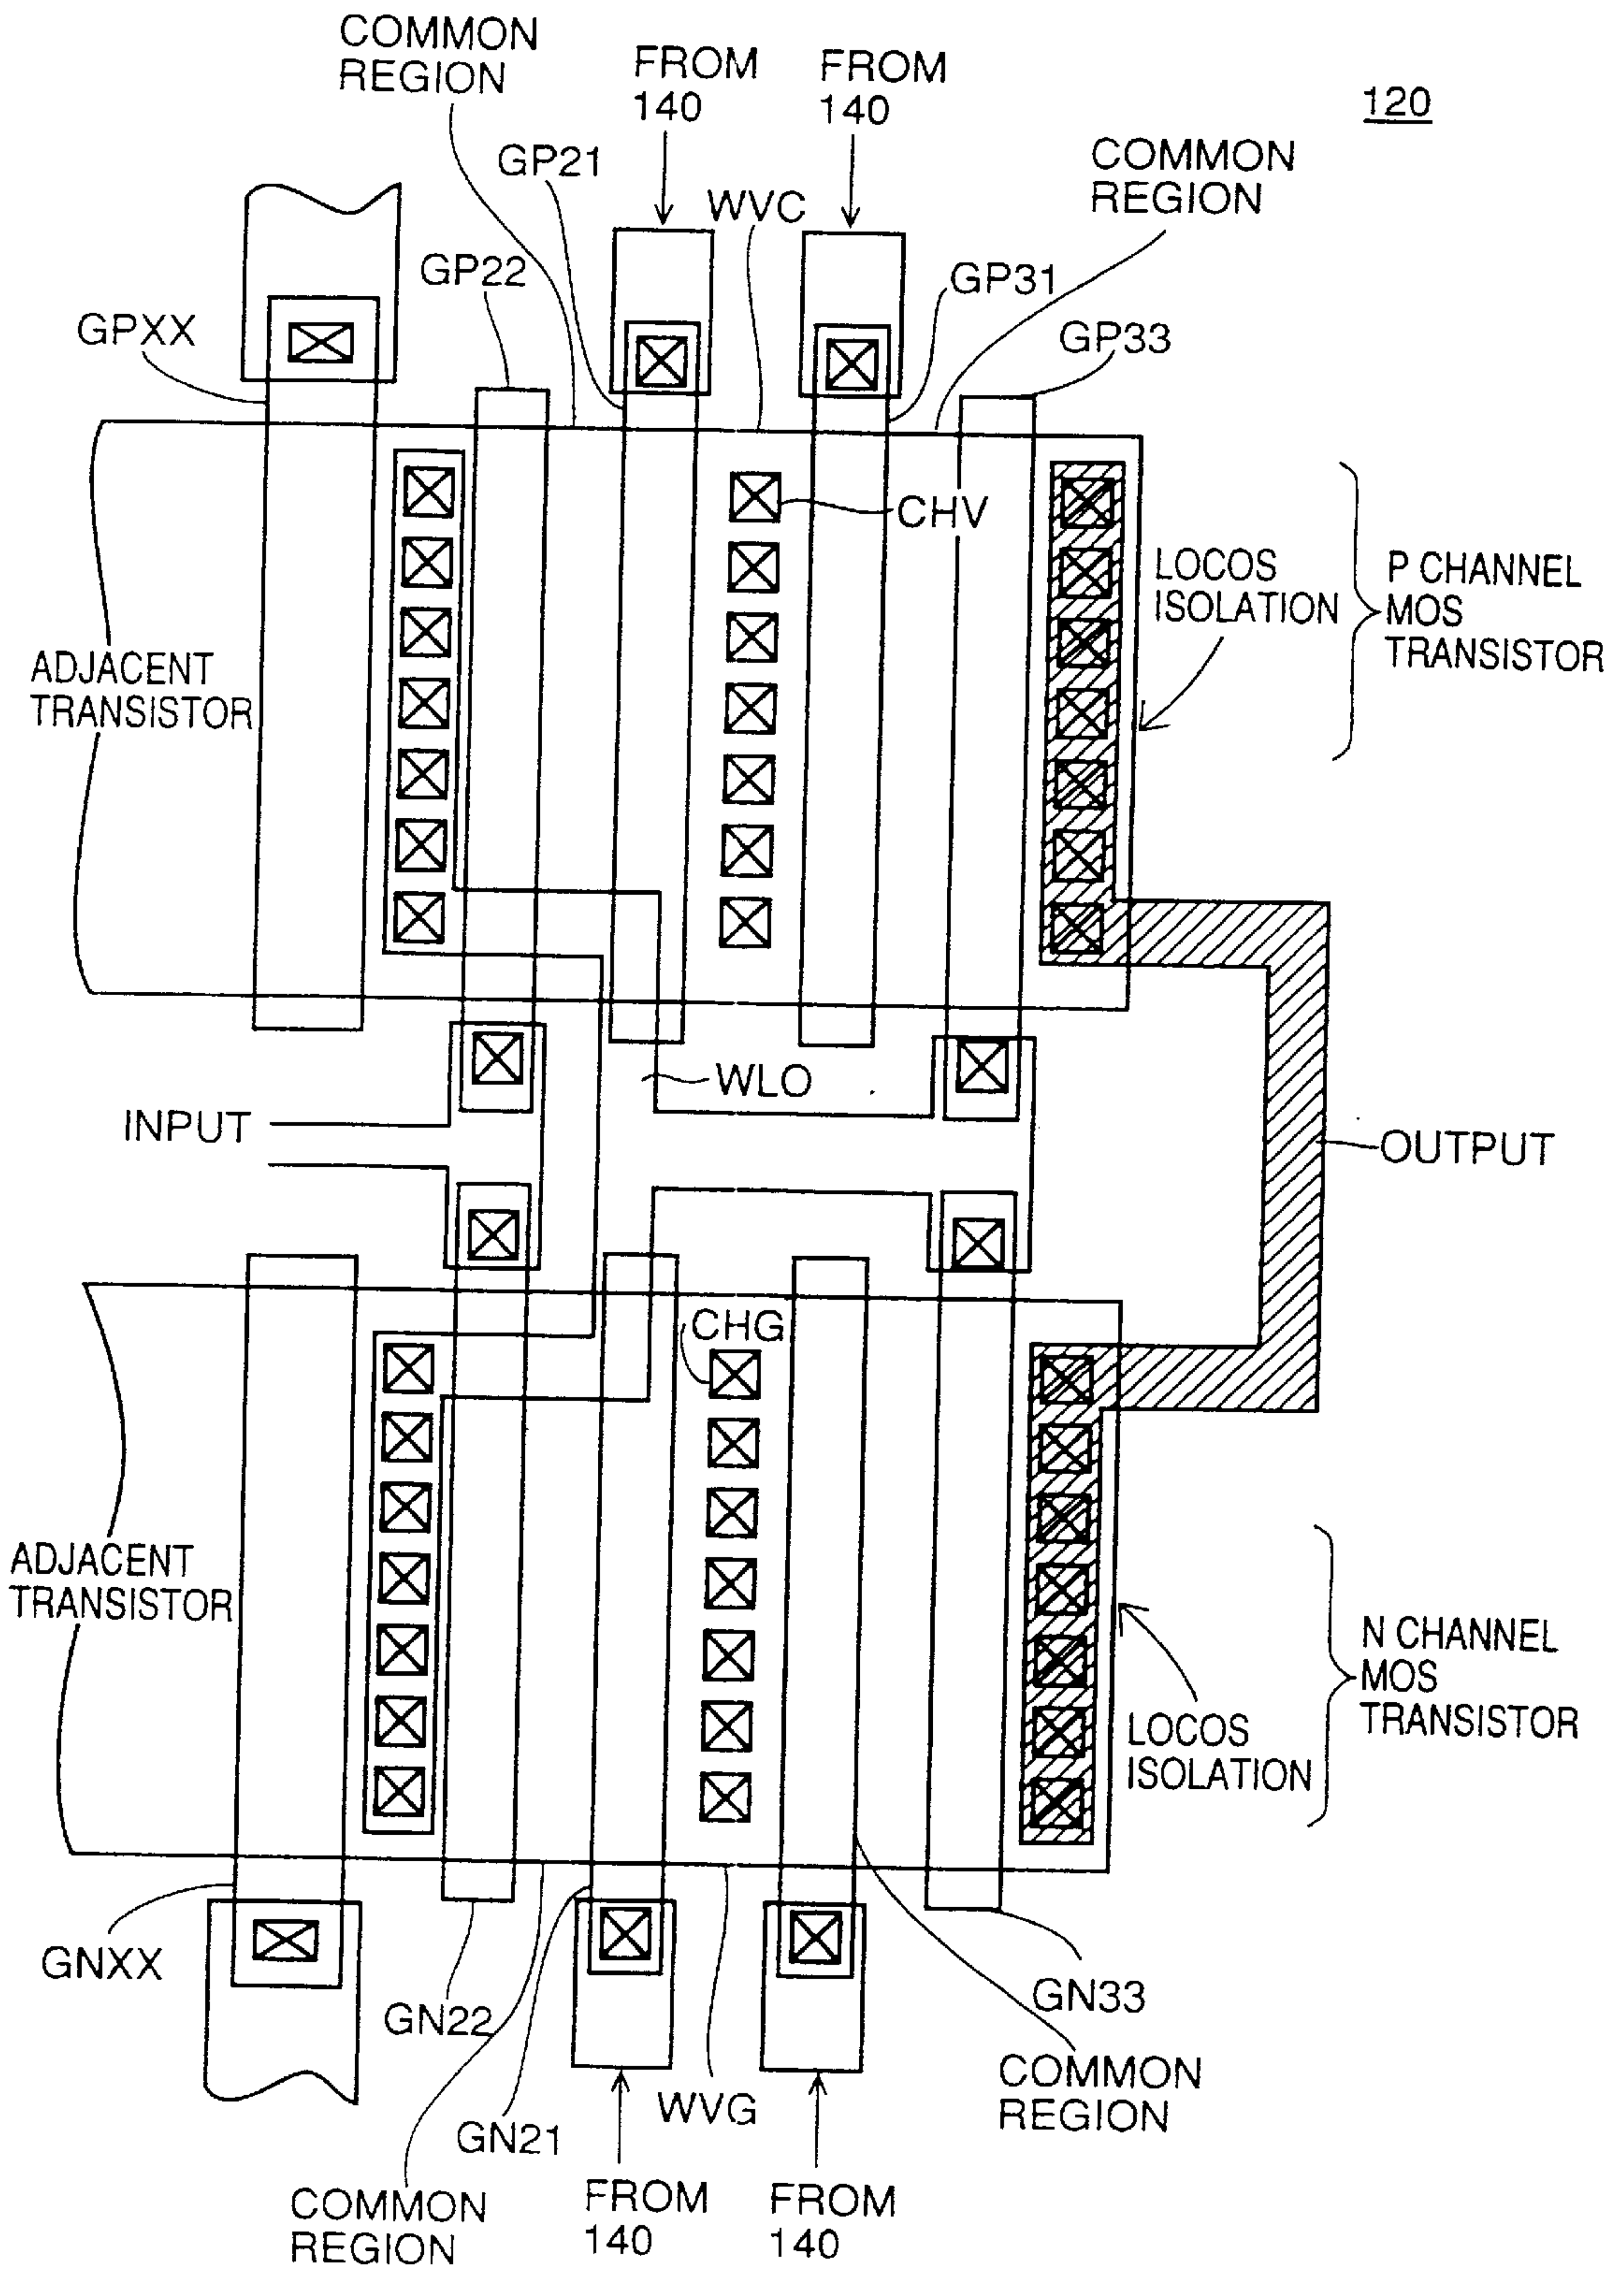 COMMON
REGION
FROM
140
FROM
140
120
COMMON
REGION
GP21
WVC
GP22
GP31
GPXX
GP33
CHV
LOCOS
ISOLATION
P CHANNEL
MOS
TRANSISTOR
ADJACENT
TRANSISTOR
WLO
INPUT
OUTPUT
CHG
ADJACENT
TRANSISTOR
N CHANNEL
MOS
TRANSISTOR
LOCOS
ISOLATION
GNXX
GN22
GN33
GN21
WVG
COMMON
REGION
COMMON
REGION
FROM
140
FROM
140